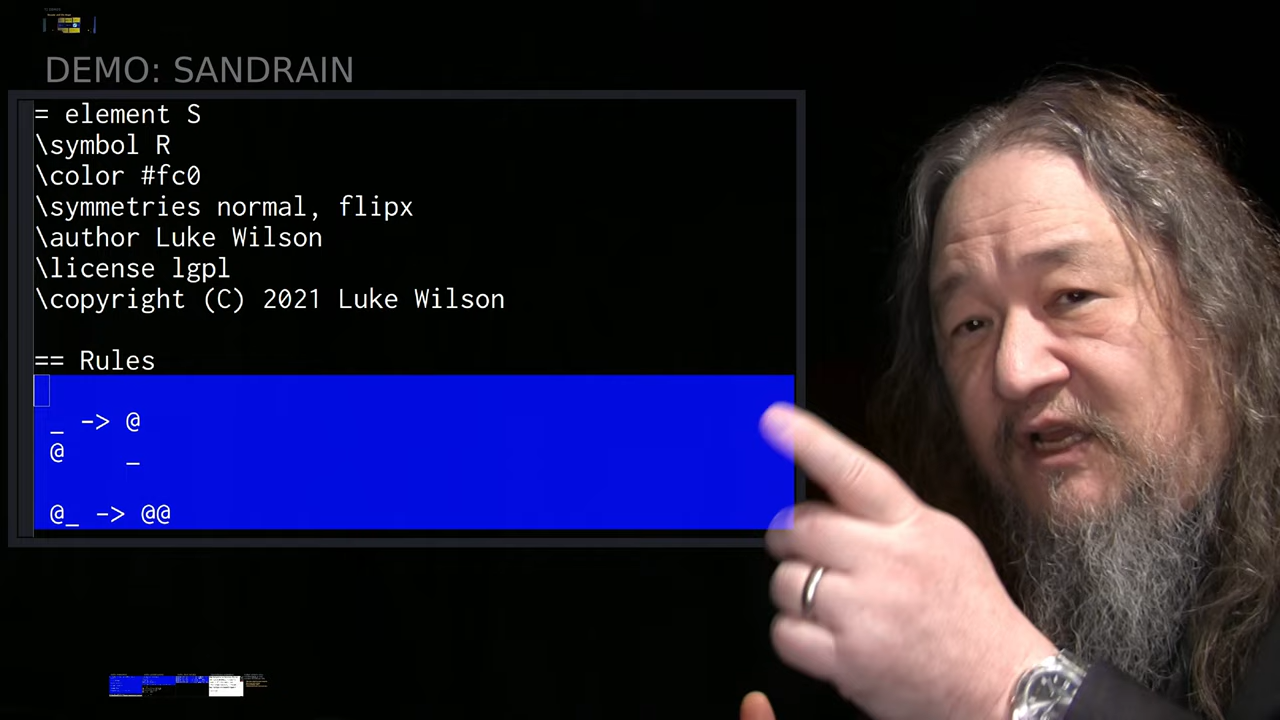 DEMO: SANDRAIN
= element S
\symbol R
\color #fc0
\symmetries normal, flipx
\author Luke Wilson
\license lgpl
\copyright (C) 2021 Luke Wilson
== Rules
_ -> @
@    _
@_ -> @@